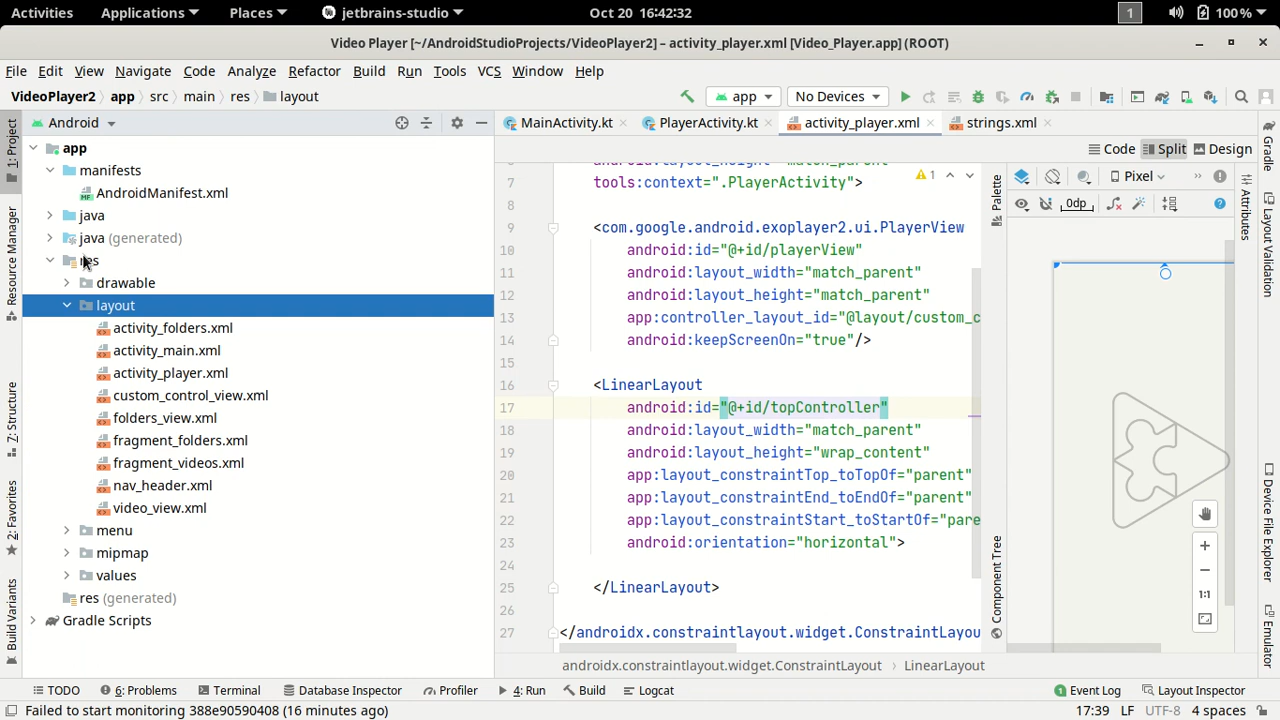 Activities Applications Places jetbrains-studio Oct 20 16:42:32 1 100%
Video Player [~/AndroidStudioProjects/VideoPlayer2] – activity_player.xml [Video_Player.app] (ROOT)
File Edit View Navigate Code Analyze Refactor Build Run Tools VCS Window Help
VideoPlayer2 app src main res layout app No Devices
1: Project
Resource Manager
7: Structure
2: Favorites
Build Variants
Android
app
manifests
AndroidManifest.xml
java
java (generated)
res
drawable
layout
activity_folders.xml
activity_main.xml
activity_player.xml
custom_control_view.xml
folders_view.xml
fragment_folders.xml
fragment_videos.xml
nav_header.xml
video_view.xml
menu
mipmap
values
res (generated)
Gradle Scripts
MainActivity.kt PlayerActivity.kt activity_player.xml strings.xml
Code Split Design
1
7 tools:context=".PlayerActivity">
8
9 <com.google.android.exoplayer2.ui.PlayerView
10 android:id="@+id/playerView"
11 android:layout_width="match_parent"
12 android:layout_height="match_parent"
13 app:controller_layout_id="@layout/custom_c
14 android:keepScreenOn="true"/>
15
16 <LinearLayout
17 android:id="@+id/topController"
18 android:layout_width="match_parent"
19 android:layout_height="wrap_content"
20 app:layout_constraintTop_toTopOf="parent"
21 app:layout_constraintEnd_toEndOf="parent"
22 app:layout_constraintStart_toStartOf="pare
23 android:orientation="horizontal">
24
25 </LinearLayout>
26
27 </androidx.constraintlayout.widget.ConstraintLayou
androidx.constraintlayout.widget.ConstraintLayout LinearLayout
Palette
Component Tree
Pixel
0dp
1:1
Attributes
Gradle
Layout Validation
Device File Explorer
Emulator
TODO 6: Problems Terminal Database Inspector Profiler 4: Run Build Logcat 1 Event Log Layout Inspector
Failed to start monitoring 388e90590408 (16 minutes ago) 17:39 LF UTF-8 4 spaces